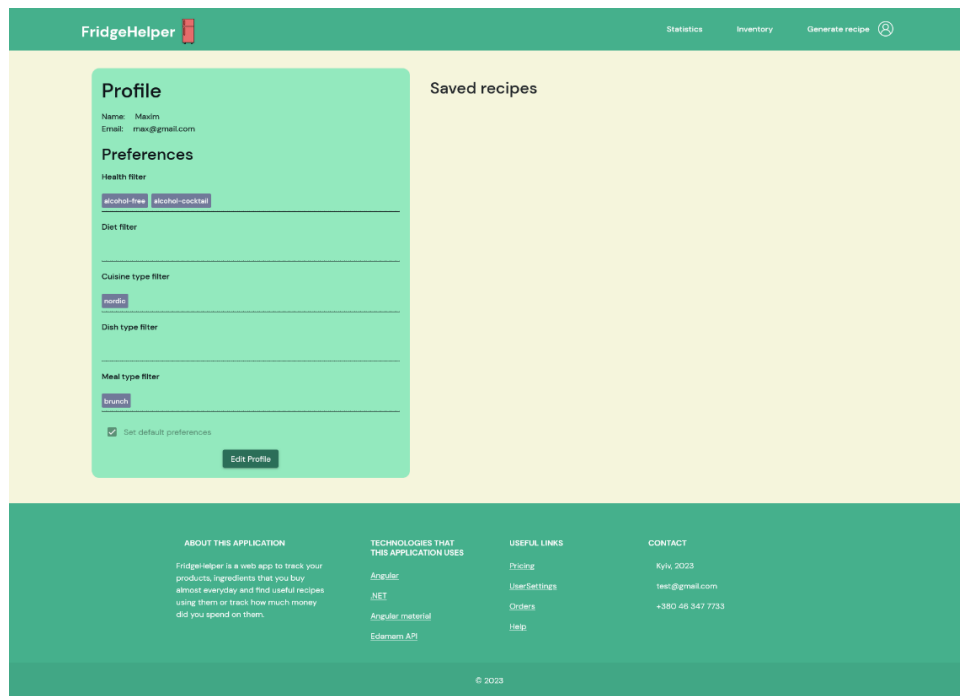 FridgeHelper
Statistics
Inventory
Generate recipe
Profile
Name: Maxim
Email: max@gmail.com
Preferences
Health filter
alcohol-free alcohol-cocktail
Diet filter
Cuisine type filter
nordic
Dish type filter
Meal type filter
brunch
Set default preferences
Edit Profile
Saved recipes
ABOUT THIS APPLICATION
FridgeHelper is a web app to track your
products, ingredients that you buy
almost everyday and find useful recipes
using them or track how much money
did you spend on them.
TECHNOLOGIES THAT
THIS APPLICATION USES
Angular
.NET
Angular material
Edamam API
USEFUL LINKS
Pricing
UserSettings
Orders
Help
CONTACT
Kyiv, 2023
test@gmail.com
+380 46 347 7733
© 2023